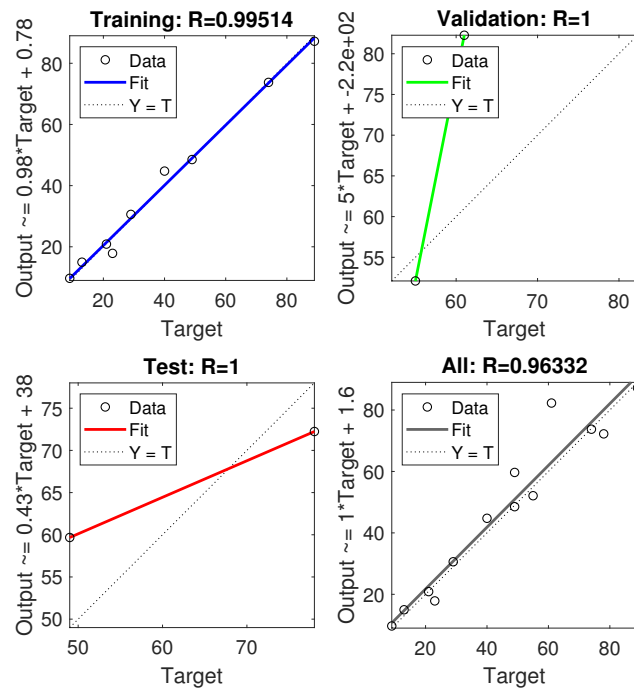 Training: R=0.99514
Output ~= 0.98*Target + 0.78
Data
Fit
Y = T
80
60
40
20
20 40 60 80
Target
Validation: R=1
Output ~= 5*Target + -2.2e+02
Data
Fit
Y = T
80
75
70
65
60
55
60 70 80
Target
Test: R=1
Output ~= 0.43*Target + 38
Data
Fit
Y = T
75
70
65
60
55
50
50 60 70
Target
All: R=0.96332
Output ~= 1*Target + 1.6
Data
Fit
Y = T
80
60
40
20
20 40 60 80
Target